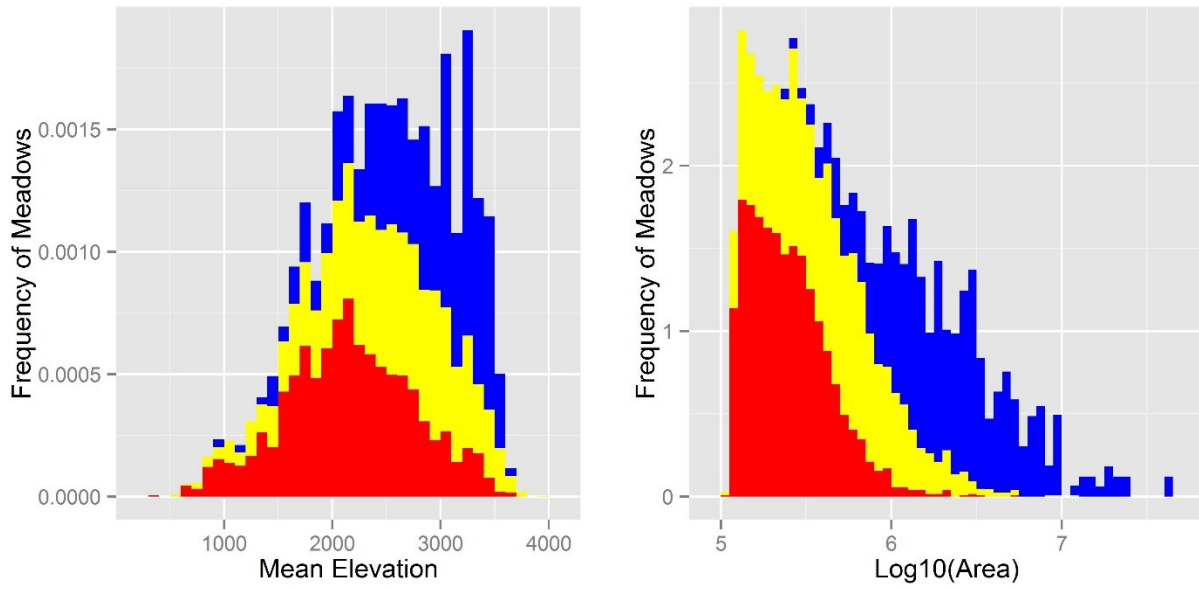 Frequency of Meadows
0.0015
0.0010
0.0005
0.0000
1000 2000 3000 4000
Mean Elevation
Frequency of Meadows
2
1
0
5 6 7
Log10(Area)